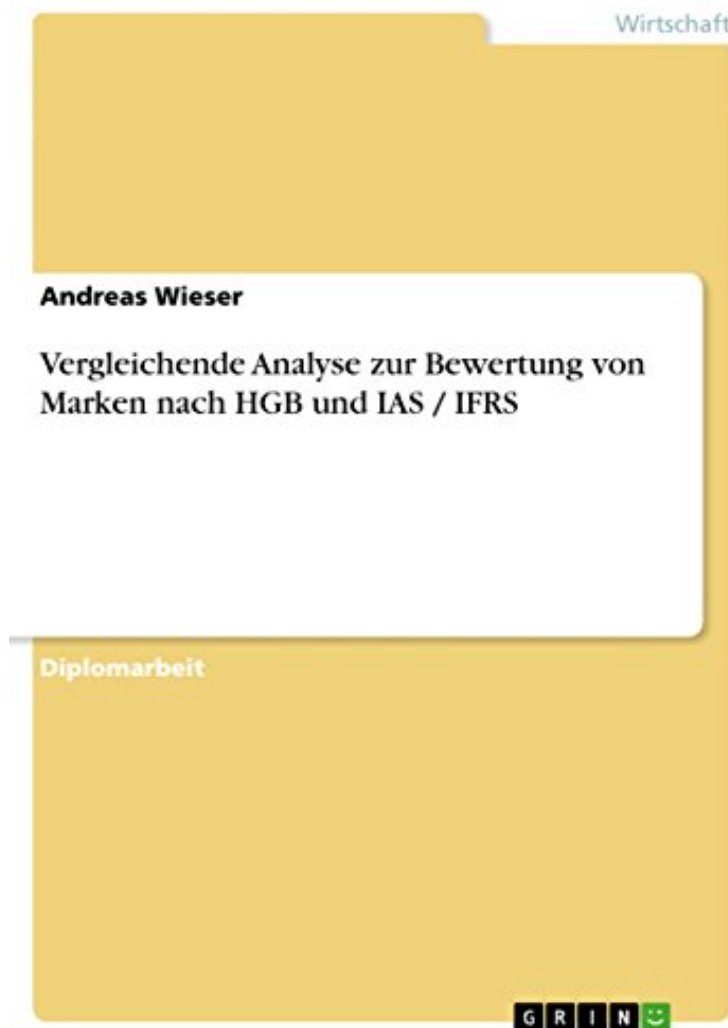 Wirtschaft
Andreas Wieser
Vergleichende Analyse zur Bewertung von
Marken nach HGB und IAS / IFRS
Diplomarbeit
GRIN